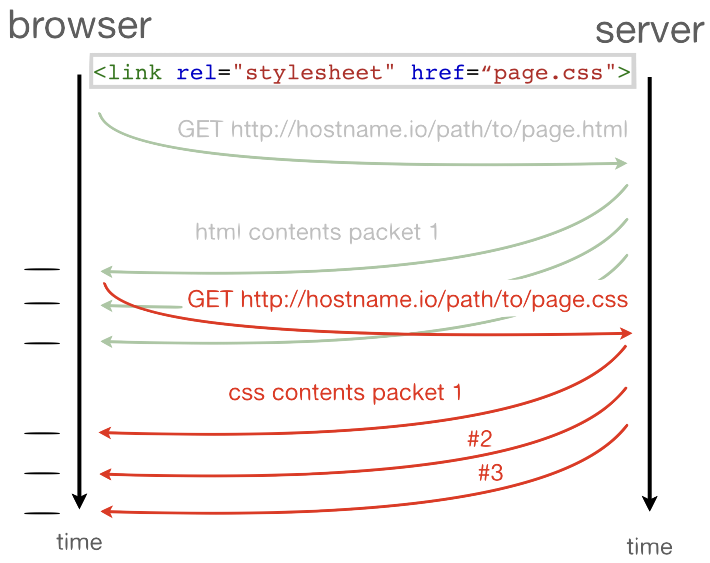 browser
server
<link rel="stylesheet" href=“page.css">
GET http://hostname.io/path/to/page.html
html contents packet 1
GET http://hostname.io/path/to/page.css
css contents packet 1
#2
#3
time
time